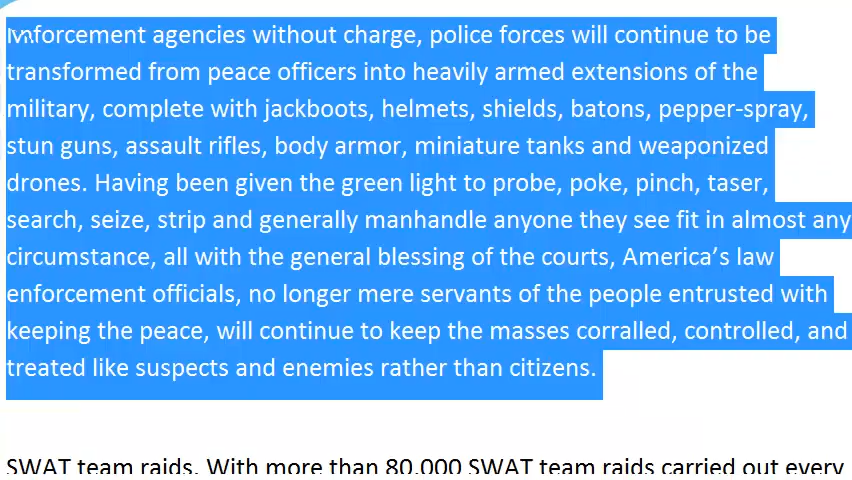 enforcement agencies without charge, police forces will continue to be
transformed from peace officers into heavily armed extensions of the
military, complete with jackboots, helmets, shields, batons, pepper-spray,
stun guns, assault rifles, body armor, miniature tanks and weaponized
drones. Having been given the green light to probe, poke, pinch, taser,
search, seize, strip and generally manhandle anyone they see fit in almost any
circumstance, all with the general blessing of the courts, America’s law
enforcement officials, no longer mere servants of the people entrusted with
keeping the peace, will continue to keep the masses corralled, controlled, and
treated like suspects and enemies rather than citizens.
SWAT team raids. With more than 80,000 SWAT team raids carried out every